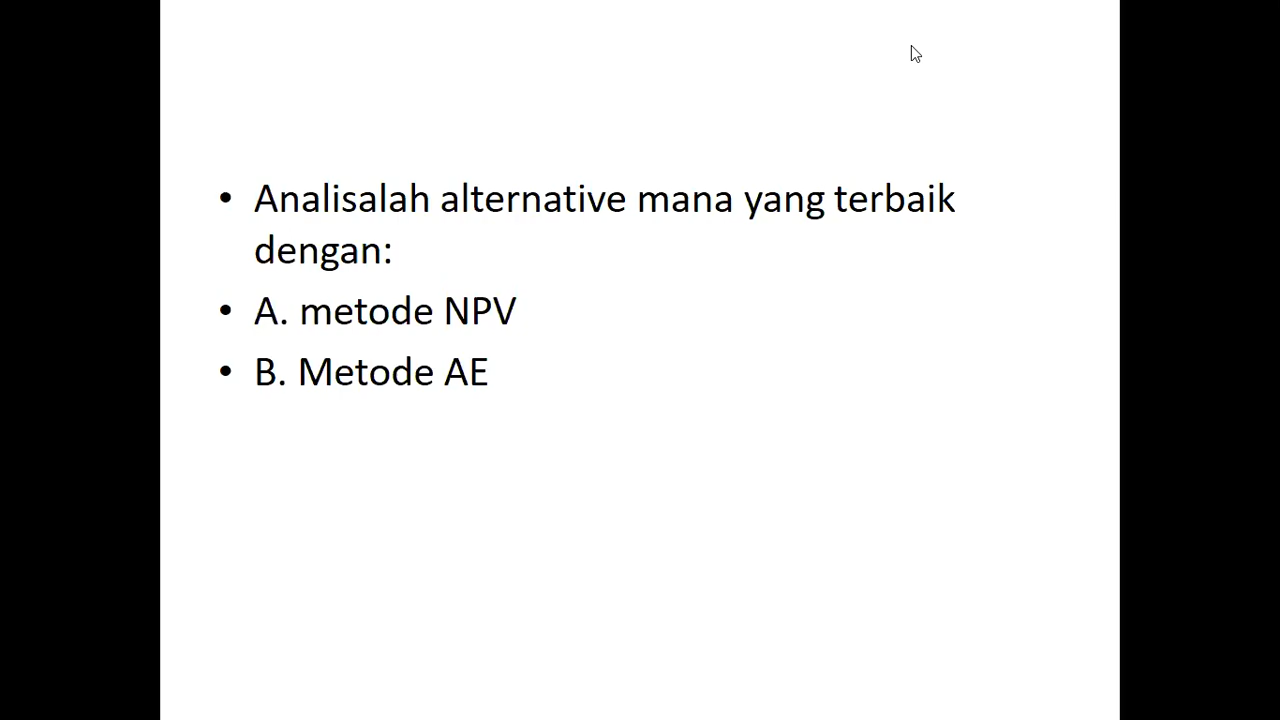 • Analisalah alternative mana yang terbaik
dengan:
• A. metode NPV
• B. Metode AE